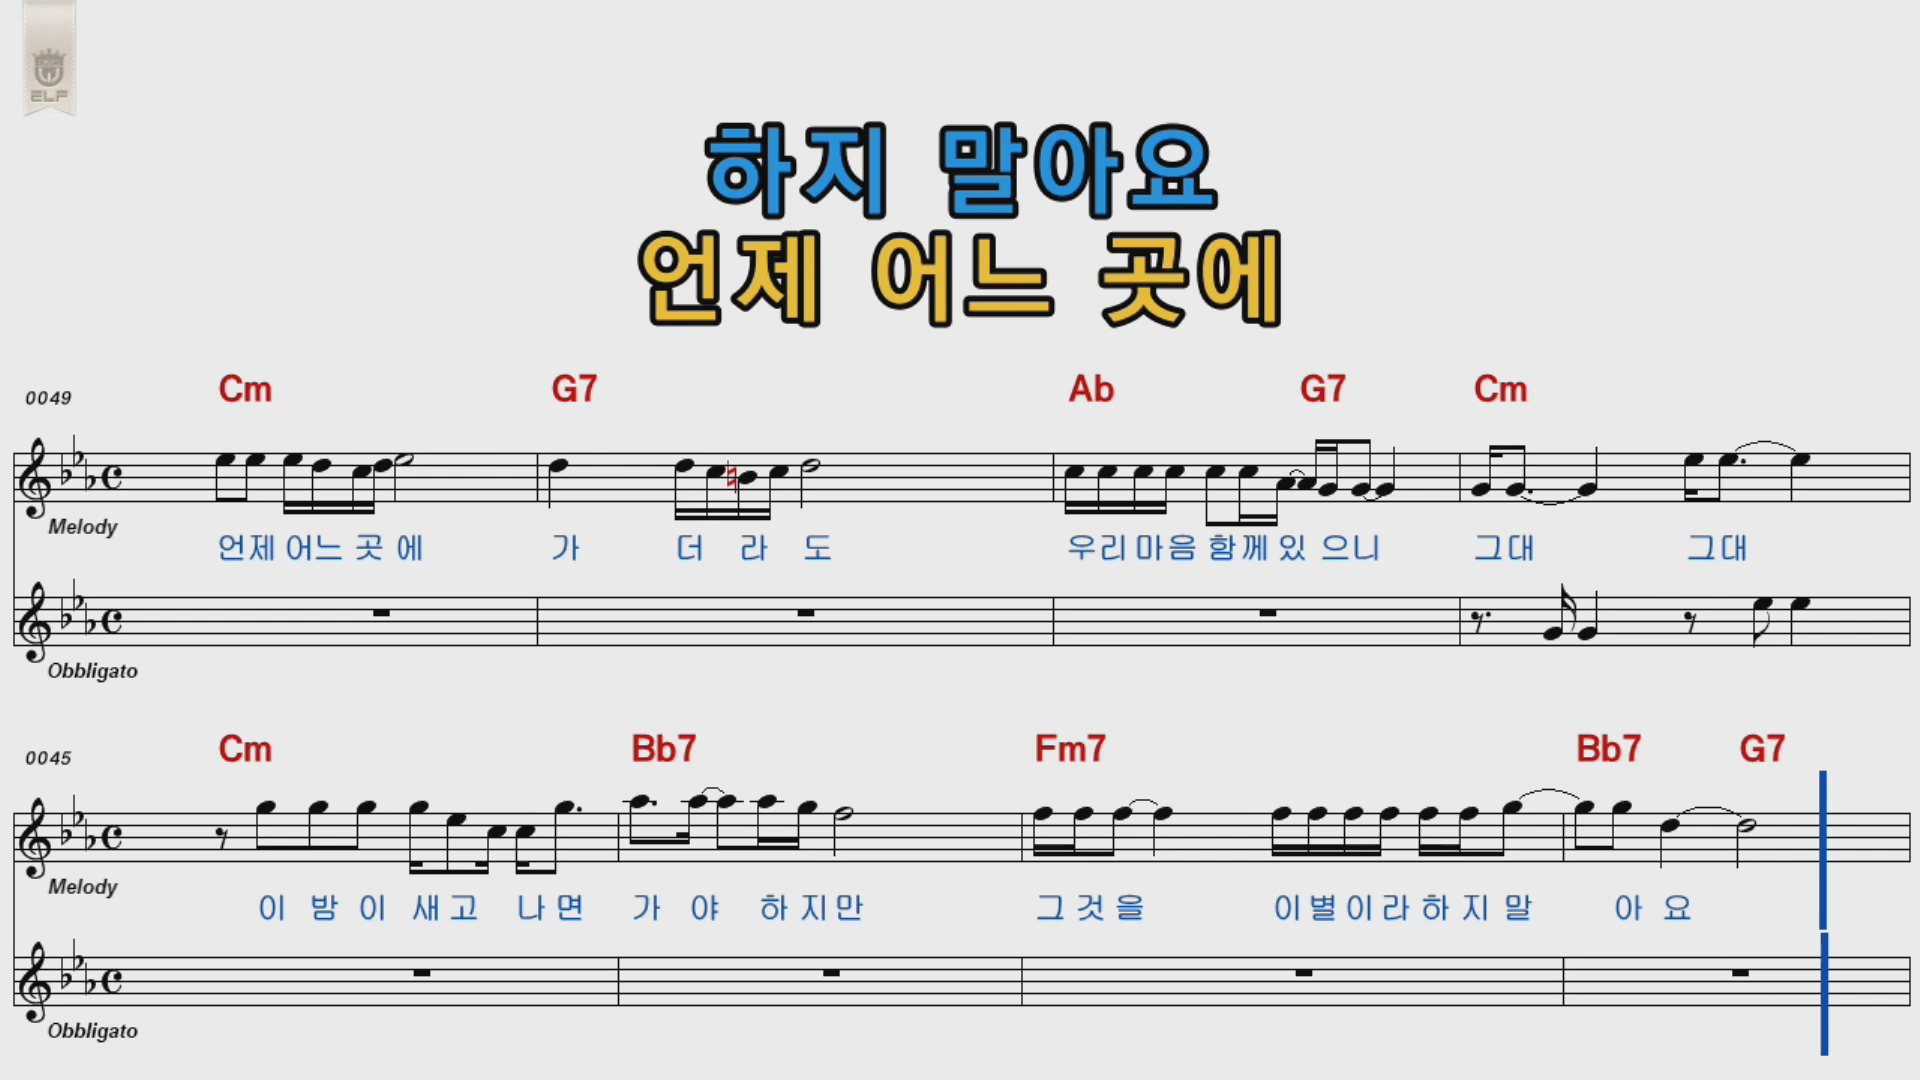 ELF
하지 말아요
언제 어느 곳에
0049 Cm G7 Ab G7 Cm
Melody
언제 어느 곳 에 가 더 라 도 우리 마음 함께 있 으니 그대 그대
Obbligato
0045 Cm Bb7 Fm7 Bb7 G7
Melody
이 밤 이 새 고 나 면 가 야 하 지 만 그 것 을 이 별 이 라 하 지 말 아 요
Obbligato